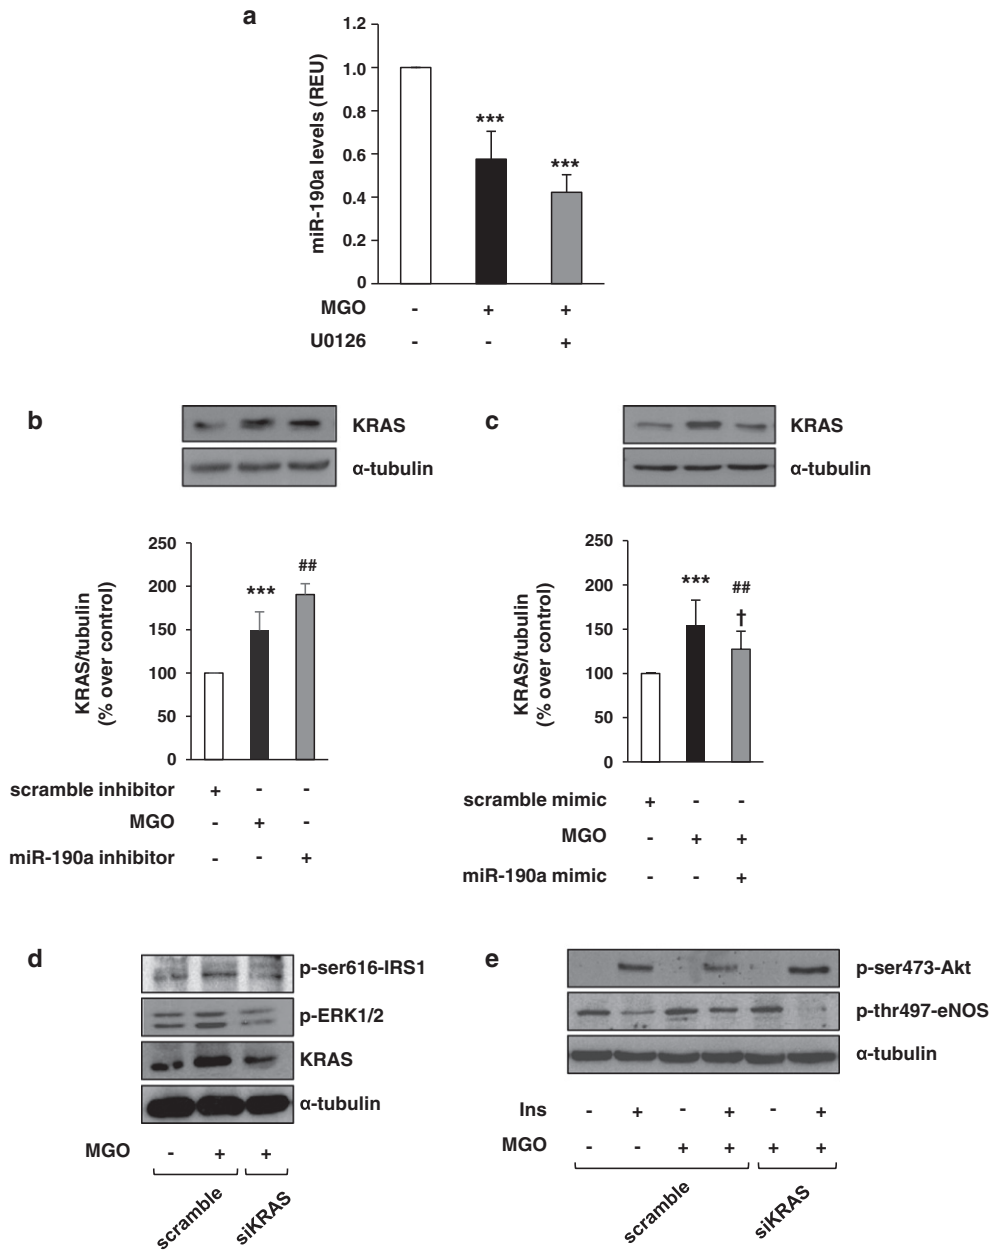 a
miR-190a levels (REU)
1.2
1.0
0.8
0.6
0.4
0.2
0
***
***
MGO - + +
U0126 - - +
b
KRAS
α-tubulin
KRAS/tubulin
(% over control)
250
200
150
100
50
0
***
##
scramble inhibitor + - -
MGO - + -
miR-190a inhibitor - - +
c
KRAS
α-tubulin
KRAS/tubulin
(% over control)
250
200
150
100
50
0
***
##
†
scramble mimic + - -
MGO - + +
miR-190a mimic - - +
d
p-ser616-IRS1
p-ERK1/2
KRAS
α-tubulin
MGO - + +
scramble siKRAS
e
p-ser473-Akt
p-thr497-eNOS
α-tubulin
Ins - + - + - +
MGO - - + + + +
scramble siKRAS